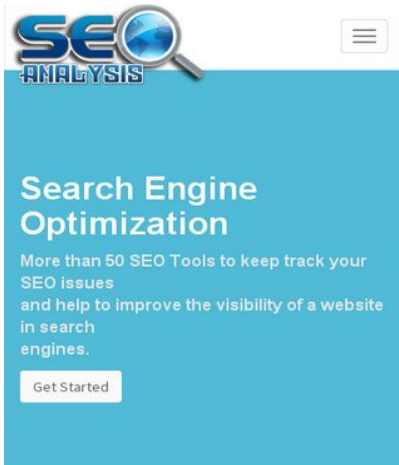 SEO
ANALYSIS
Search Engine
Optimization
More than 50 SEO Tools to keep track your
SEO issues
and help to improve the visibility of a website
in search
engines.
Get Started